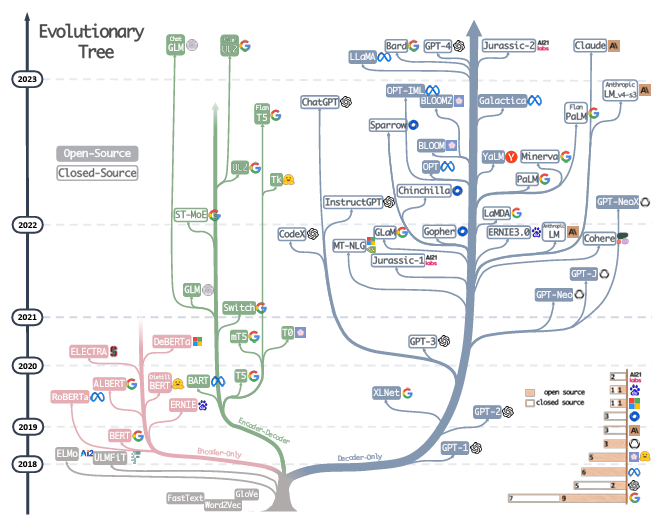 Evolutionary
Tree
Open-Source
Closed-Source
2023
2022
2021
2020
2019
2018
Chat
GLM
UL2
Bard
GPT-4
Jurassic-2
AI21
labs
Claude
LLaMA
Anthropic
LM_v4-s3
OPT-IML
BLOOMZ
Galactica
ChatGPT
Flan
T5
Flan
PaLM
Sparrow
BLOOM
YaLM
Minerva
UL2
OPT
Tk
PaLM
Chinchilla
GPT-NeoX
InstructGPT
ST-MoE
LaMDA
CodeX
GLaM
Gopher
ERNIE3.0
Anthropic
LM
Cohere
MT-NLG
Jurassic-1
AI21
labs
GPT-J
GLM
GPT-Neo
Switch
mT5
T0
GPT-3
ELECTRA
DeBERTa
ALBERT
Distill
BERT
BART
T5
RoBERTa
ERNIE
XLNet
GPT-2
BERT
Encoder-Decoder
GPT-1
ELMo
AI2
ULMFiT
Encoder-Only
Decoder-Only
FastText
GloVe
Word2Vec
open source
closed source
2
AI21
labs
1 1
1 1
3
3
3
5
6
5 2
7 9